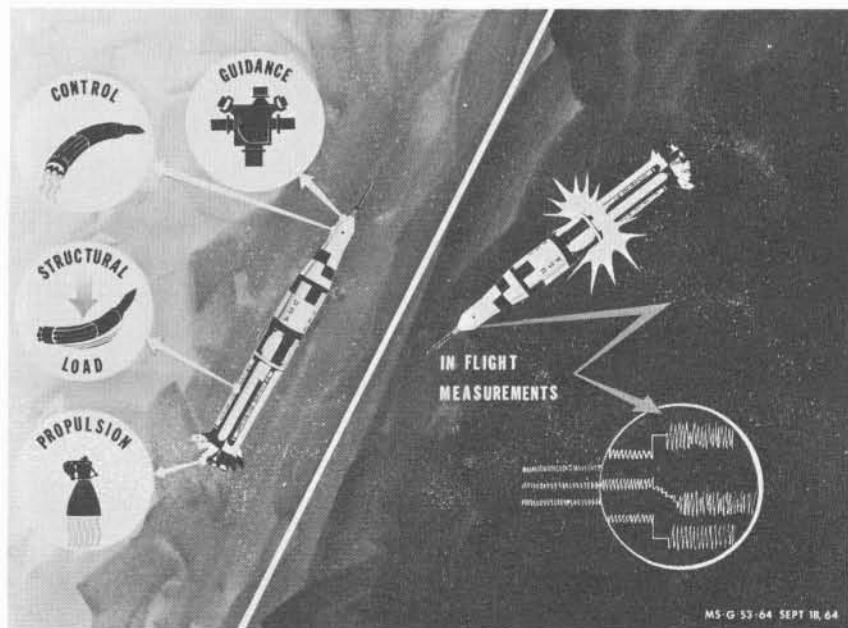 CONTROL
GUIDANCE
STRUCTURAL
LOAD
PROPULSION
IN FLIGHT
MEASUREMENTS
MS-G 53-64 SEPT 18, 64